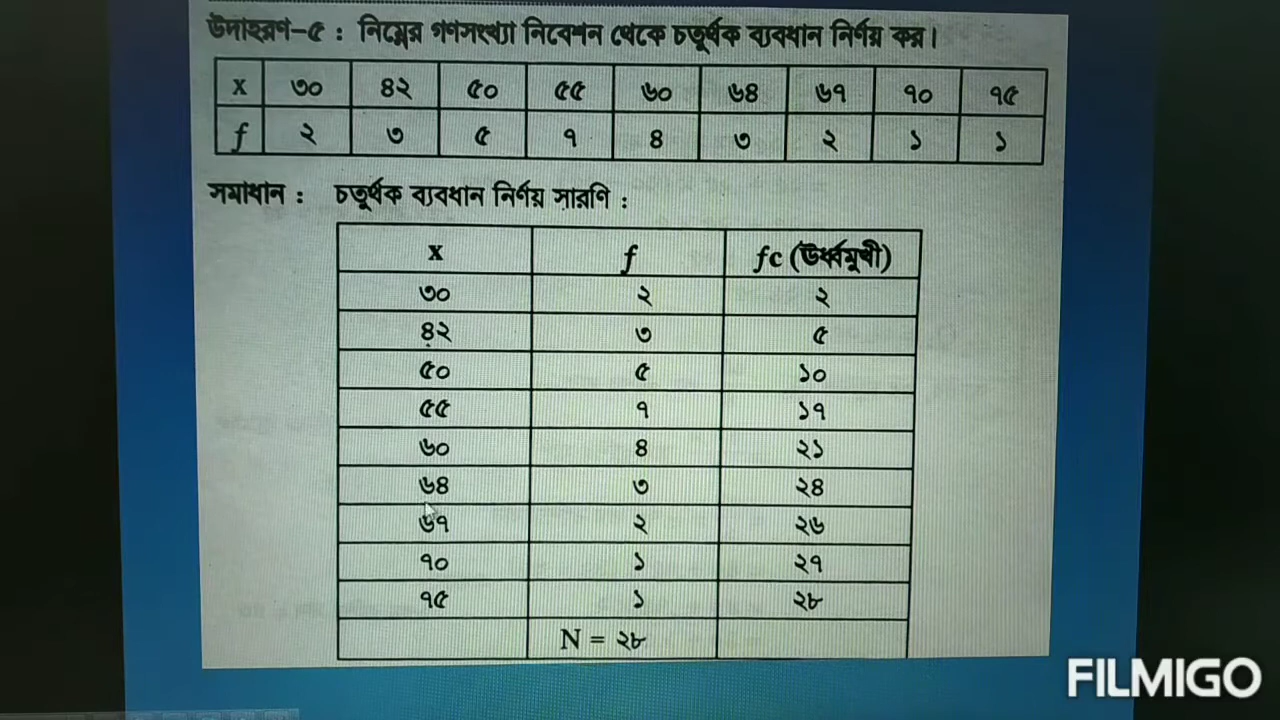 উদাহরণ-৫ : নিম্নের গণসংখ্যা নিবেশন থেকে চতুর্থক ব্যবধান নির্ণয় কর।
x ৩০ ৪২ ৫০ ৫৫ ৬০ ৬৪ ৬৭ ৭০ ৭৫
f ২ ৩ ৫ ৭ ৪ ৩ ২ ১ ১
সমাধান : চতুর্থক ব্যবধান নির্ণয় সারণি :
x f fc (উর্ধ্বমুখী)
৩০ ২ ২
৪২ ৩ ৫
৫০ ৫ ১০
৫৫ ৭ ১৭
৬০ ৪ ২১
৬৪ ৩ ২৪
৬৭ ২ ২৬
৭০ ১ ২৭
৭৫ ১ ২৮
N = ২৮
FILMIGO